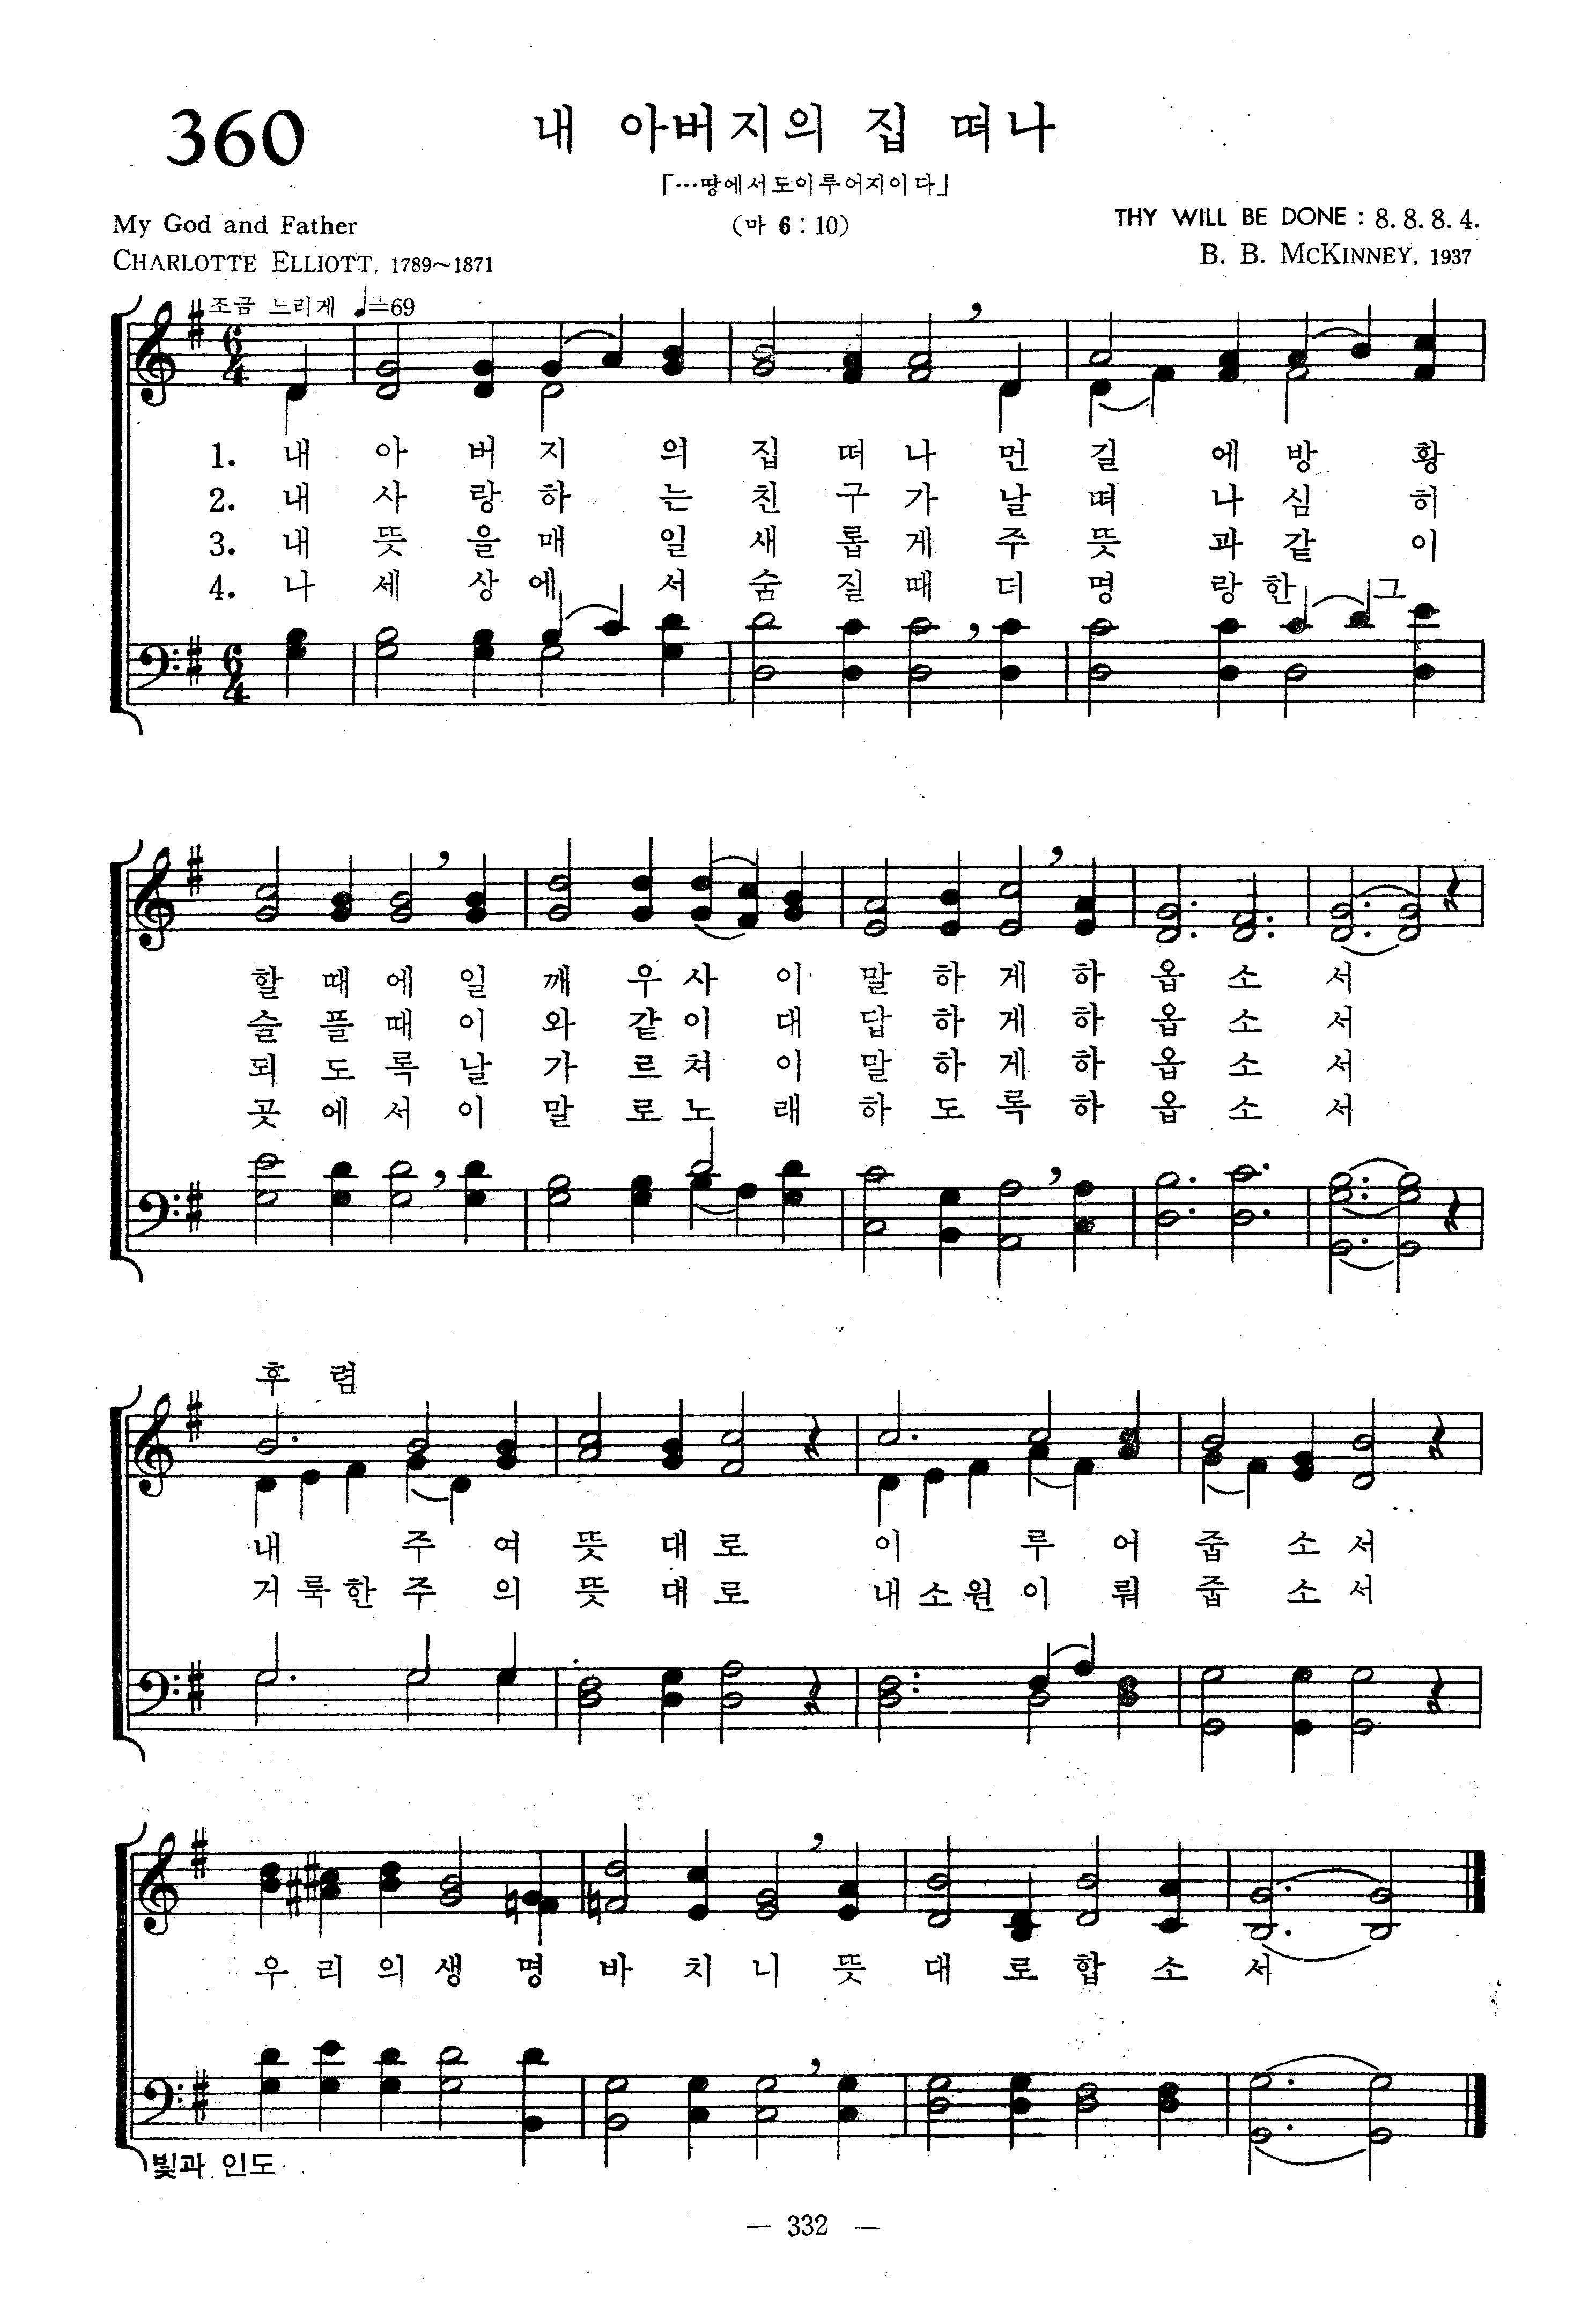 360
내 아버지의 집 떠나
「…땅에서도이루어지이다」
My God and Father
(마 6 : 10)
THY WILL BE DONE : 8. 8. 8. 4.
CHARLOTTE ELLIOTT, 1789~1871
B. B. MCKINNEY, 1937
조금 느리게 ♩=69
1. 내 아 버 지 의 집 떠 나 먼 길 에 방 황
2. 내 사 랑 하 는 친 구 가 날 떠 나 심 히
3. 내 뜻 을 매 일 새 롭 게 주 뜻 과 같 이
4. 나 세 상 에 서 숨 질 때 더 명 랑 한 그
할 때 에 일 깨 우 사 이 말 하 게 하 옵 소 서
슬 플 때 이 와 같 이 대 답 하 게 하 옵 소 서
되 도 록 날 가 르 쳐 이 말 하 게 하 옵 소 서
곳 에 서 이 말 로 노 래 하 도 록 하 옵 소 서
후 렴
내 주 여 뜻 대 로 이 루 어 줍 소 서
거 룩 한 주 의 뜻 대 로 내 소 원 이 뤄 줍 소 서
우 리 의 생 명 바 치 니 뜻 대 로 합 소 서
빛과 인도
— 332 —